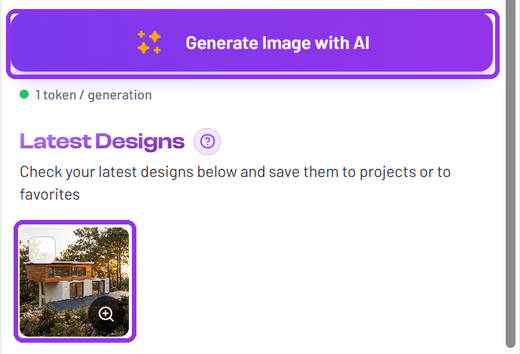 Generate Image with AI
1 token / generation
Latest Designs
Check your latest designs below and save them to projects or to
favorites